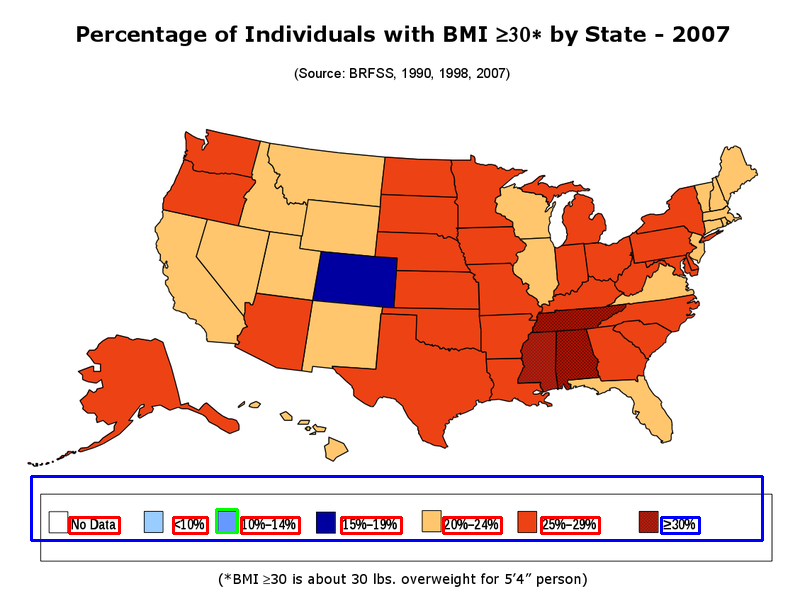 Percentage of Individuals with BMI ≥30* by State - 2007
(Source: BRFSS, 1990, 1998, 2007)
No Data <10% 10%–14% 15%–19% 20%–24% 25%–29% ≥30%
(*BMI ≥30 is about 30 lbs. overweight for 5’4” person)